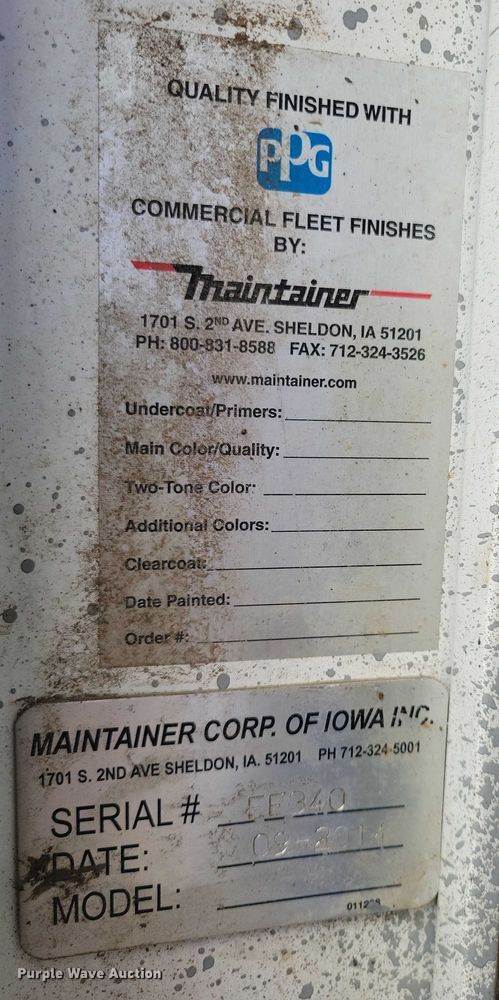 QUALITY FINISHED WITH
PPG
COMMERCIAL FLEET FINISHES
BY:
Maintainer
1701 S. 2ND AVE. SHELDON, IA 51201
PH: 800-831-8588 FAX: 712-324-3526
www.maintainer.com
Undercoat/Primers:
Main Color/Quality:
Two-Tone Color:
Additional Colors:
Clearcoat:
Date Painted:
Order #:
MAINTAINER CORP. OF IOWA INC.
1701 S. 2ND AVE SHELDON, IA. 51201 PH 712-324-5001
SERIAL # EE340
DATE: 09-2014
MODEL:
Purple Wave Auction